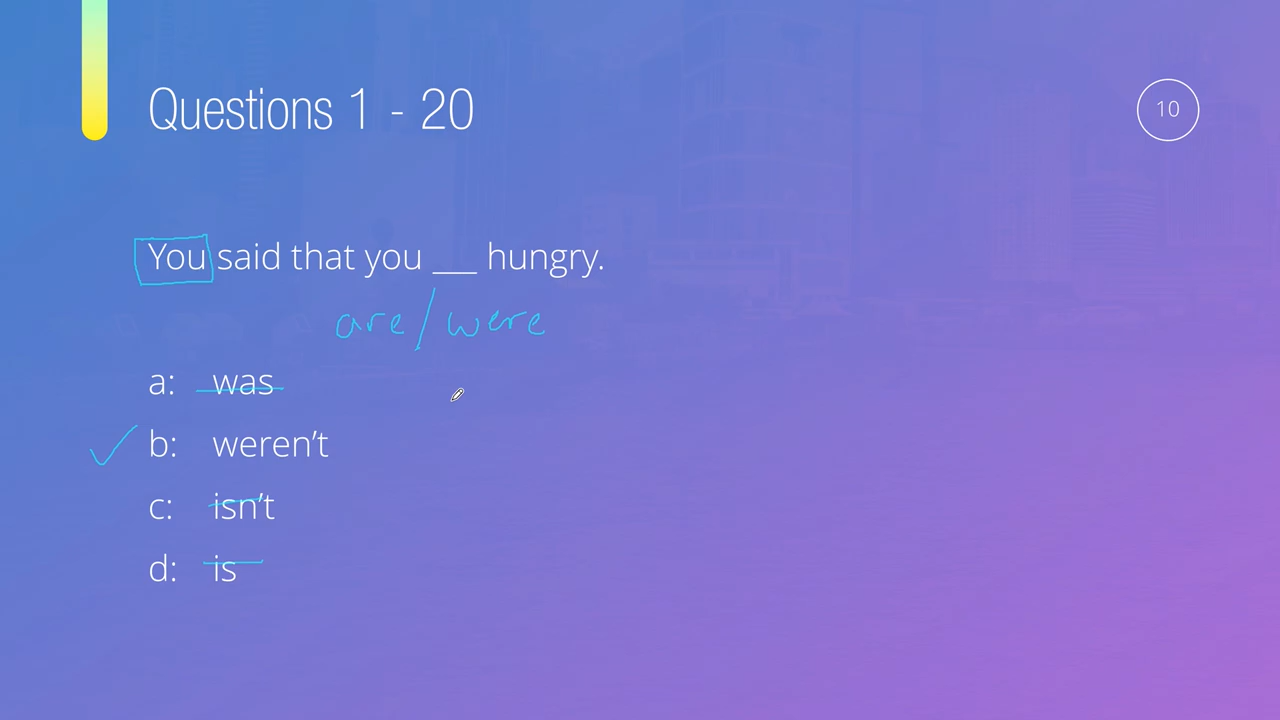 Questions 1 - 20
10
You said that you ___ hungry.
are/were
a: was
b: weren't
c: isn't
d: is